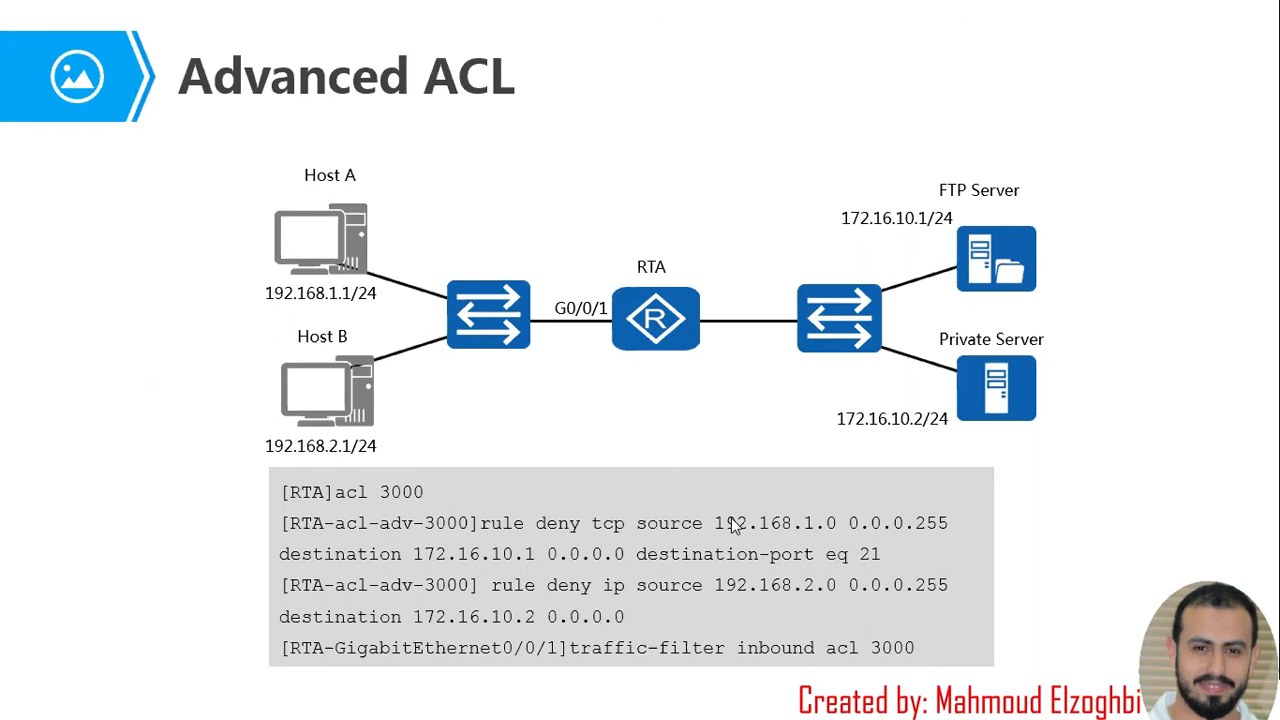 Advanced ACL
Host A
FTP Server
172.16.10.1/24
RTA
192.168.1.1/24
G0/0/1
Host B
Private Server
R
172.16.10.2/24
192.168.2.1/24
[RTA]acl 3000
[RTA-acl-adv-3000]rule deny tcp source 192.168.1.0 0.0.0.255
destination 172.16.10.1 0.0.0.0 destination-port eq 21
[RTA-acl-adv-3000] rule deny ip source 192.168.2.0 0.0.0.255
destination 172.16.10.2 0.0.0.0
[RTA-GigabitEthernet0/0/1]traffic-filter inbound acl 3000
Created by: Mahmoud Elzoghbi